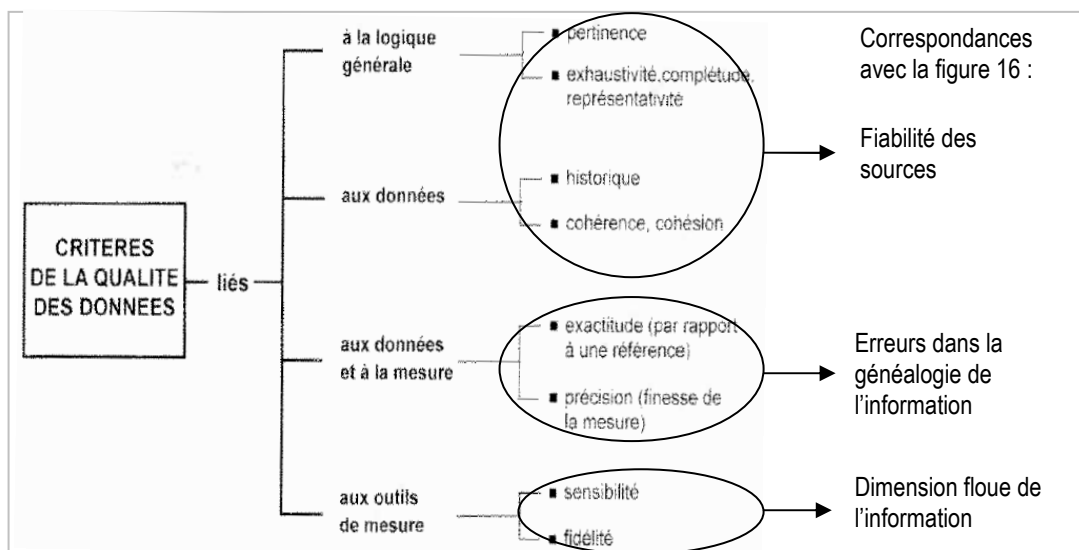 CRITERES
DE LA QUALITE
DES DONNEES
liés
à la logique
générale
■ pertinence
■ exhaustivité,complétude,
représentativité
aux données
■ historique
■ cohérence, cohésion
aux données
et à la mesure
■ exactitude (par rapport
à une référence)
■ précision (finesse de
la mesure)
aux outils
de mesure
■ sensibilité
■ fidélité
Correspondances
avec la figure 16 :
Fiabilité des
sources
Erreurs dans la
généalogie de
l’information
Dimension floue de
l’information